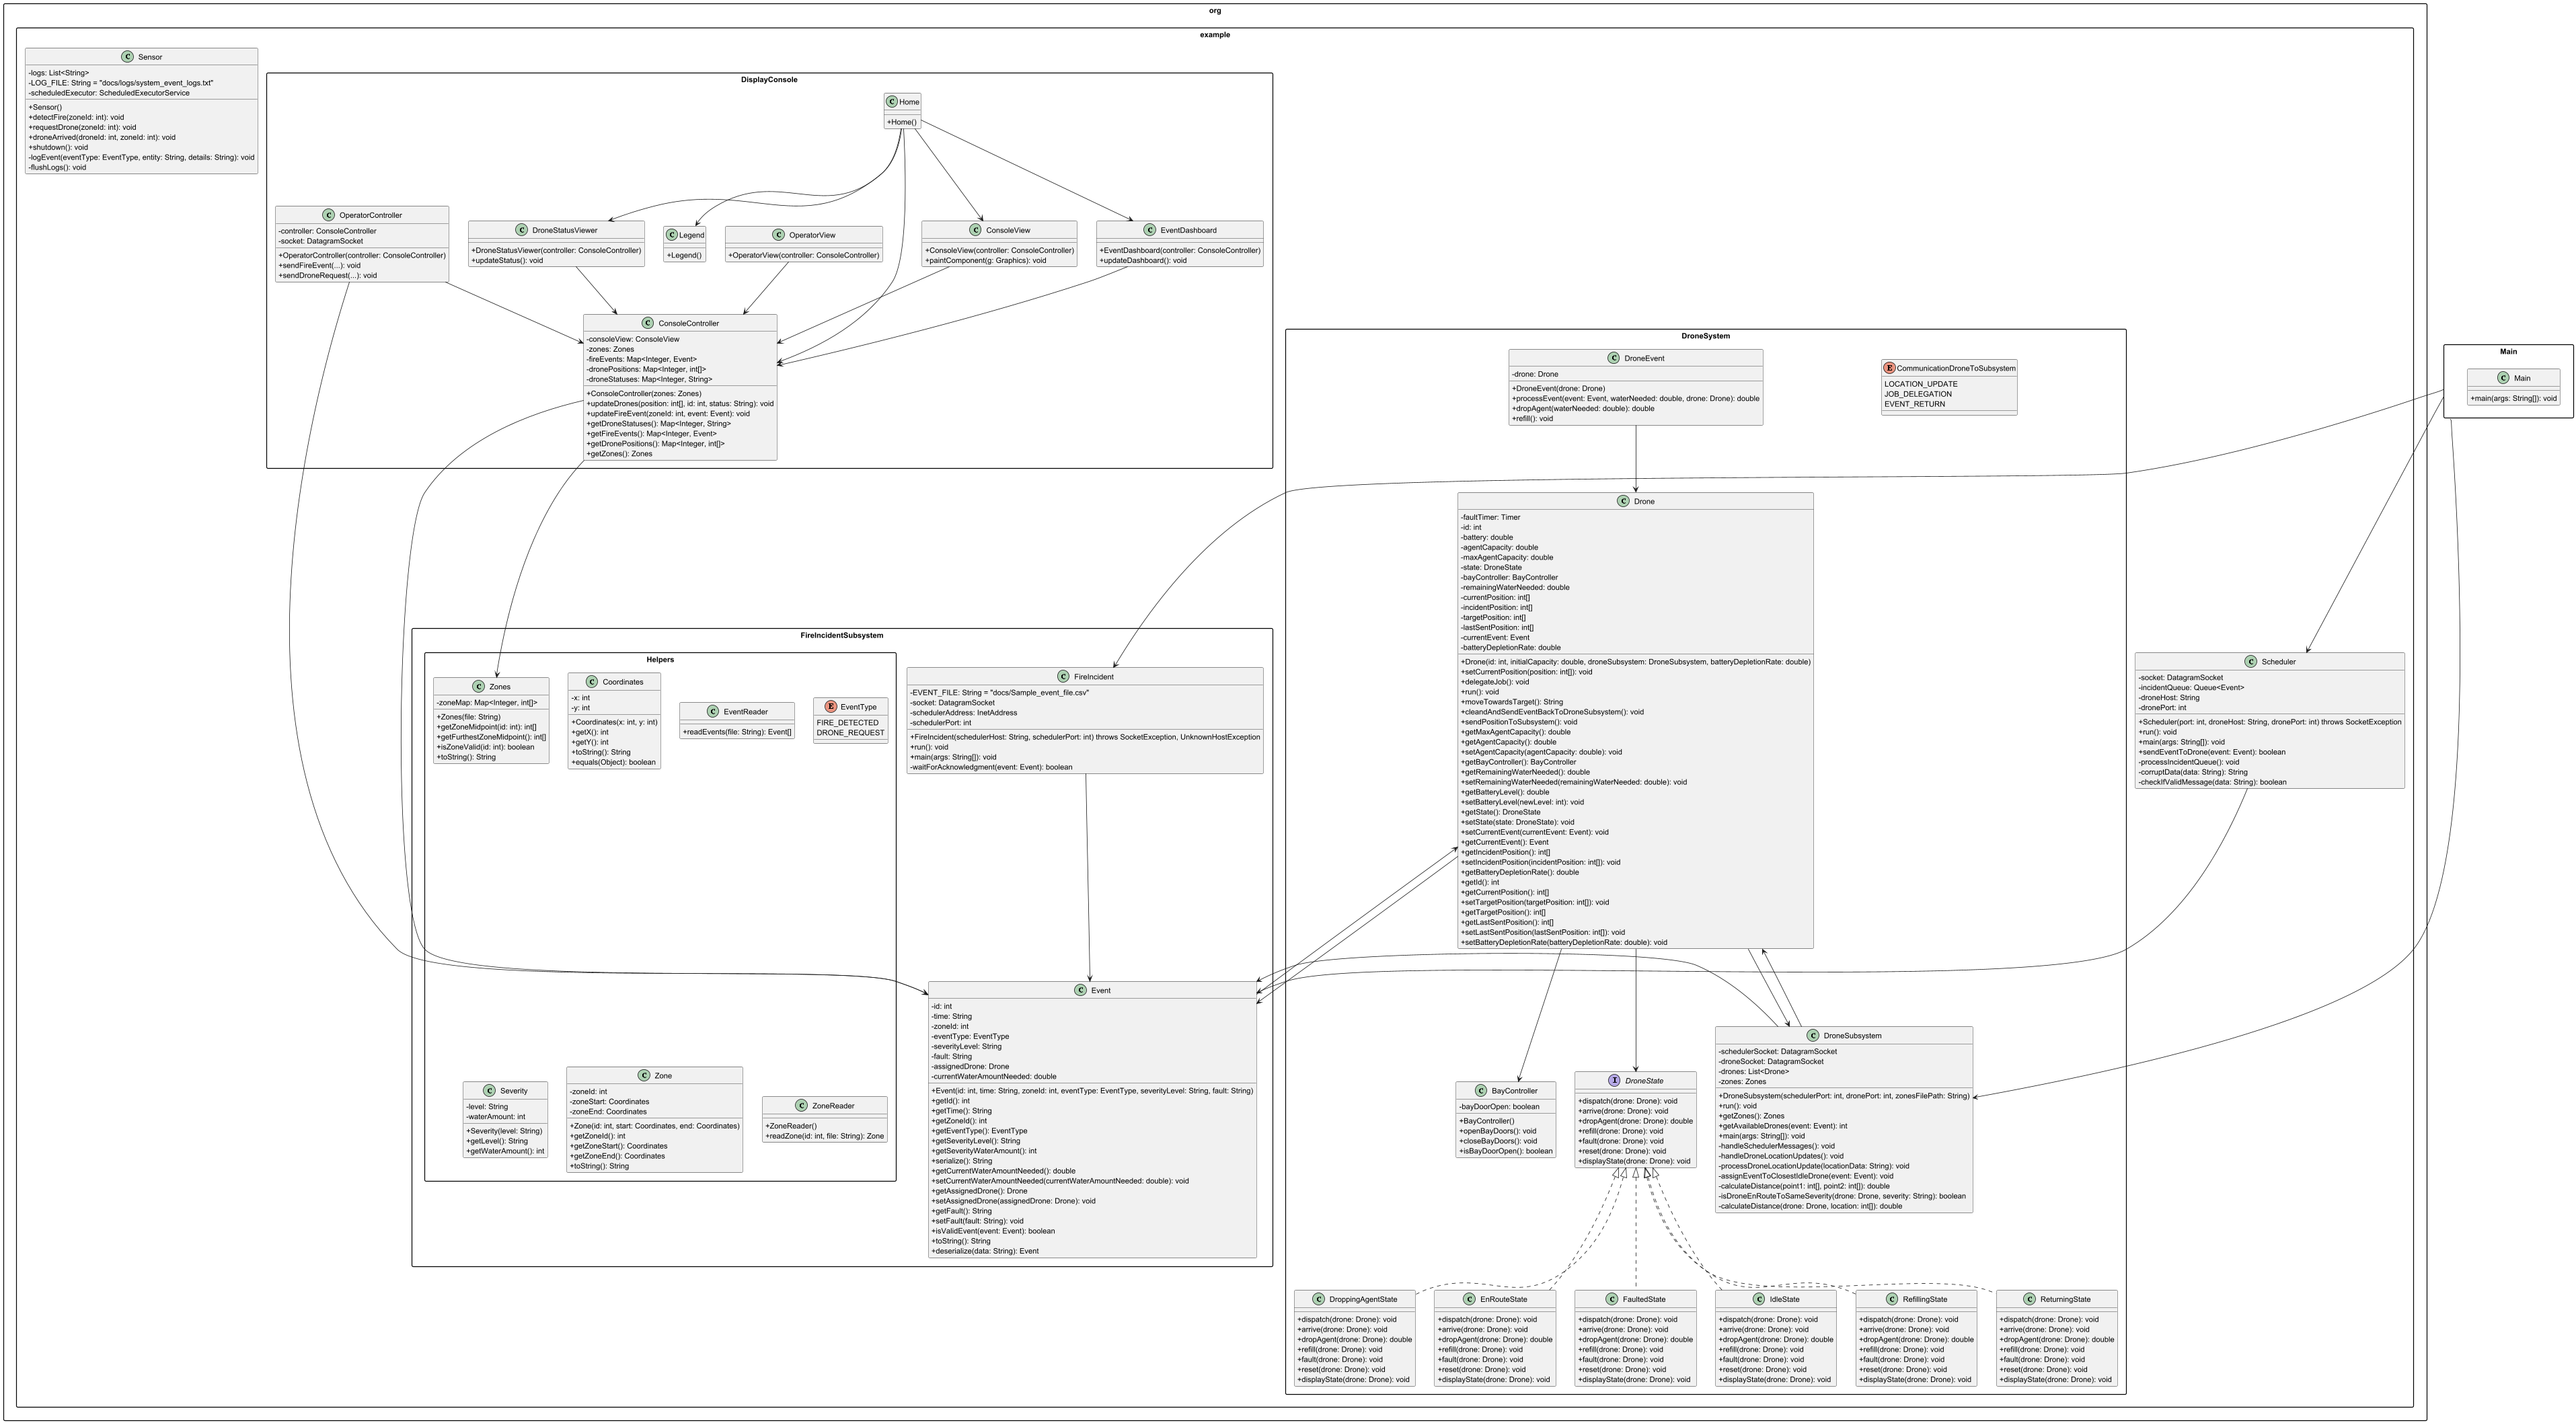 org
example
C Sensor
-logs: List<String>
-LOG_FILE: String = "docs/logs/system_event_logs.txt"
-scheduledExecutor: ScheduledExecutorService
+Sensor()
+detectFire(zoneId: int): void
+requestDrone(zoneId: int): void
+droneArrived(droneId: int, zoneId: int): void
+shutdown(): void
-logEvent(eventType: EventType, entity: String, details: String): void
-flushLogs(): void
DisplayConsole
C Home
+Home()
C OperatorController
-controller: ConsoleController
-socket: DatagramSocket
+OperatorController(controller: ConsoleController)
+sendFireEvent(...): void
+sendDroneRequest(...): void
C DroneStatusViewer
+DroneStatusViewer(controller: ConsoleController)
+updateStatus(): void
C Legend
+Legend()
C OperatorView
+OperatorView(controller: ConsoleController)
C ConsoleView
+ConsoleView(controller: ConsoleController)
+paintComponent(g: Graphics): void
C EventDashboard
+EventDashboard(controller: ConsoleController)
+updateDashboard(): void
C ConsoleController
-consoleView: ConsoleView
-zones: Zones
-fireEvents: Map<Integer, Event>
-dronePositions: Map<Integer, int[]>
-droneStatuses: Map<Integer, String>
+ConsoleController(zones: Zones)
+updateDrones(position: int[], id: int, status: String): void
+updateFireEvent(zoneId: int, event: Event): void
+getDroneStatuses(): Map<Integer, String>
+getFireEvents(): Map<Integer, Event>
+getDronePositions(): Map<Integer, int[]>
+getZones(): Zones
DroneSystem
C DroneEvent
-drone: Drone
+DroneEvent(drone: Drone)
+processEvent(event: Event, waterNeeded: double, drone: Drone): double
+dropAgent(waterNeeded: double): double
+refill(): void
E CommunicationDroneToSubsystem
LOCATION_UPDATE
JOB_DELEGATION
EVENT_RETURN
Main
C Main
+main(args: String[]): void
C Drone
-faultTimer: Timer
-id: int
-battery: double
-agentCapacity: double
-maxAgentCapacity: double
-state: DroneState
-bayController: BayController
-remainingWaterNeeded: double
-currentPosition: int[]
-incidentPosition: int[]
-targetPosition: int[]
-lastSentPosition: int[]
-currentEvent: Event
-batteryDepletionRate: double
+Drone(id: int, initialCapacity: double, droneSubsystem: DroneSubsystem, batteryDepletionRate: double)
+setCurrentPosition(position: int[]): void
+delegateJob(): void
+run(): void
+moveTowardsTarget(): String
+cleandAndSendEventBackToDroneSubsystem(): void
+sendPositionToSubsystem(): void
+getMaxAgentCapacity(): double
+getAgentCapacity(): double
+setAgentCapacity(agentCapacity: double): void
+getBayController(): BayController
+getRemainingWaterNeeded(): double
+setRemainingWaterNeeded(remainingWaterNeeded: double): void
+getBatteryLevel(): double
+setBatteryLevel(newLevel: int): void
+getState(): DroneState
+setState(state: DroneState): void
+setCurrentEvent(currentEvent: Event): void
+getCurrentEvent(): Event
+getIncidentPosition(): int[]
+setIncidentPosition(incidentPosition: int[]): void
+getBatteryDepletionRate(): double
+getId(): int
+getCurrentPosition(): int[]
+setTargetPosition(targetPosition: int[]): void
+getTargetPosition(): int[]
+getLastSentPosition(): int[]
+setLastSentPosition(lastSentPosition: int[]): void
+setBatteryDepletionRate(batteryDepletionRate: double): void
FireIncidentSubsystem
Helpers
C Zones
-zoneMap: Map<Integer, int[]>
+Zones(file: String)
+getZoneMidpoint(id: int): int[]
+getFurthestZoneMidpoint(): int[]
+isZoneValid(id: int): boolean
+toString(): String
C Coordinates
-x: int
-y: int
+Coordinates(x: int, y: int)
+getX(): int
+getY(): int
+toString(): String
+equals(Object): boolean
C EventReader
+readEvents(file: String): Event[]
E EventType
FIRE_DETECTED
DRONE_REQUEST
C FireIncident
-EVENT_FILE: String = "docs/Sample_event_file.csv"
-socket: DatagramSocket
-schedulerAddress: InetAddress
-schedulerPort: int
+FireIncident(schedulerHost: String, schedulerPort: int) throws SocketException, UnknownHostException
+run(): void
+main(args: String[]): void
-waitForAcknowledgment(event: Event): boolean
C Scheduler
-socket: DatagramSocket
-incidentQueue: Queue<Event>
-droneHost: String
-dronePort: int
+Scheduler(port: int, droneHost: String, dronePort: int) throws SocketException
+run(): void
+main(args: String[]): void
+sendEventToDrone(event: Event): boolean
-processIncidentQueue(): void
-corruptData(data: String): String
-checkIfValidMessage(data: String): boolean
C Severity
-level: String
-waterAmount: int
+Severity(level: String)
+getLevel(): String
+getWaterAmount(): int
C Zone
-zoneId: int
-zoneStart: Coordinates
-zoneEnd: Coordinates
+Zone(id: int, start: Coordinates, end: Coordinates)
+getZoneId(): int
+getZoneStart(): Coordinates
+getZoneEnd(): Coordinates
+toString(): String
C ZoneReader
+ZoneReader()
+readZone(id: int, file: String): Zone
C Event
-id: int
-time: String
-zoneId: int
-eventType: EventType
-severityLevel: String
-fault: String
-assignedDrone: Drone
-currentWaterAmountNeeded: double
+Event(id: int, time: String, zoneId: int, eventType: EventType, severityLevel: String, fault: String)
+getId(): int
+getTime(): String
+getZoneId(): int
+getEventType(): EventType
+getSeverityLevel(): String
+getSeverityWaterAmount(): int
+serialize(): String
+getCurrentWaterAmountNeeded(): double
+setCurrentWaterAmountNeeded(currentWaterAmountNeeded: double): void
+getAssignedDrone(): Drone
+setAssignedDrone(assignedDrone: Drone): void
+getFault(): String
+setFault(fault: String): void
+isValidEvent(event: Event): boolean
+toString(): String
+deserialize(data: String): Event
C BayController
-bayDoorOpen: boolean
+BayController()
+openBayDoors(): void
+closeBayDoors(): void
+isBayDoorOpen(): boolean
I DroneState
+dispatch(drone: Drone): void
+arrive(drone: Drone): void
+dropAgent(drone: Drone): double
+refill(drone: Drone): void
+fault(drone: Drone): void
+reset(drone: Drone): void
+displayState(drone: Drone): void
C DroneSubsystem
-schedulerSocket: DatagramSocket
-droneSocket: DatagramSocket
-drones: List<Drone>
-zones: Zones
+DroneSubsystem(schedulerPort: int, dronePort: int, zonesFilePath: String)
+run(): void
+getZones(): Zones
+getAvailableDrones(event: Event): int
+main(args: String[]): void
-handleSchedulerMessages(): void
-handleDroneLocationUpdates(): void
-processDroneLocationUpdate(locationData: String): void
-assignEventToClosestIdleDrone(event: Event): void
-calculateDistance(point1: int[], point2: int[]): double
-isDroneEnRouteToSameSeverity(drone: Drone, severity: String): boolean
-calculateDistance(drone: Drone, location: int[]): double
C DroppingAgentState
+dispatch(drone: Drone): void
+arrive(drone: Drone): void
+dropAgent(drone: Drone): double
+refill(drone: Drone): void
+fault(drone: Drone): void
+reset(drone: Drone): void
+displayState(drone: Drone): void
C EnRouteState
+dispatch(drone: Drone): void
+arrive(drone: Drone): void
+dropAgent(drone: Drone): double
+refill(drone: Drone): void
+fault(drone: Drone): void
+reset(drone: Drone): void
+displayState(drone: Drone): void
C FaultedState
+dispatch(drone: Drone): void
+arrive(drone: Drone): void
+dropAgent(drone: Drone): double
+refill(drone: Drone): void
+fault(drone: Drone): void
+reset(drone: Drone): void
+displayState(drone: Drone): void
C IdleState
+dispatch(drone: Drone): void
+arrive(drone: Drone): void
+dropAgent(drone: Drone): double
+refill(drone: Drone): void
+fault(drone: Drone): void
+reset(drone: Drone): void
+displayState(drone: Drone): void
C RefillingState
+dispatch(drone: Drone): void
+arrive(drone: Drone): void
+dropAgent(drone: Drone): double
+refill(drone: Drone): void
+fault(drone: Drone): void
+reset(drone: Drone): void
+displayState(drone: Drone): void
C ReturningState
+dispatch(drone: Drone): void
+arrive(drone: Drone): void
+dropAgent(drone: Drone): double
+refill(drone: Drone): void
+fault(drone: Drone): void
+reset(drone: Drone): void
+displayState(drone: Drone): void